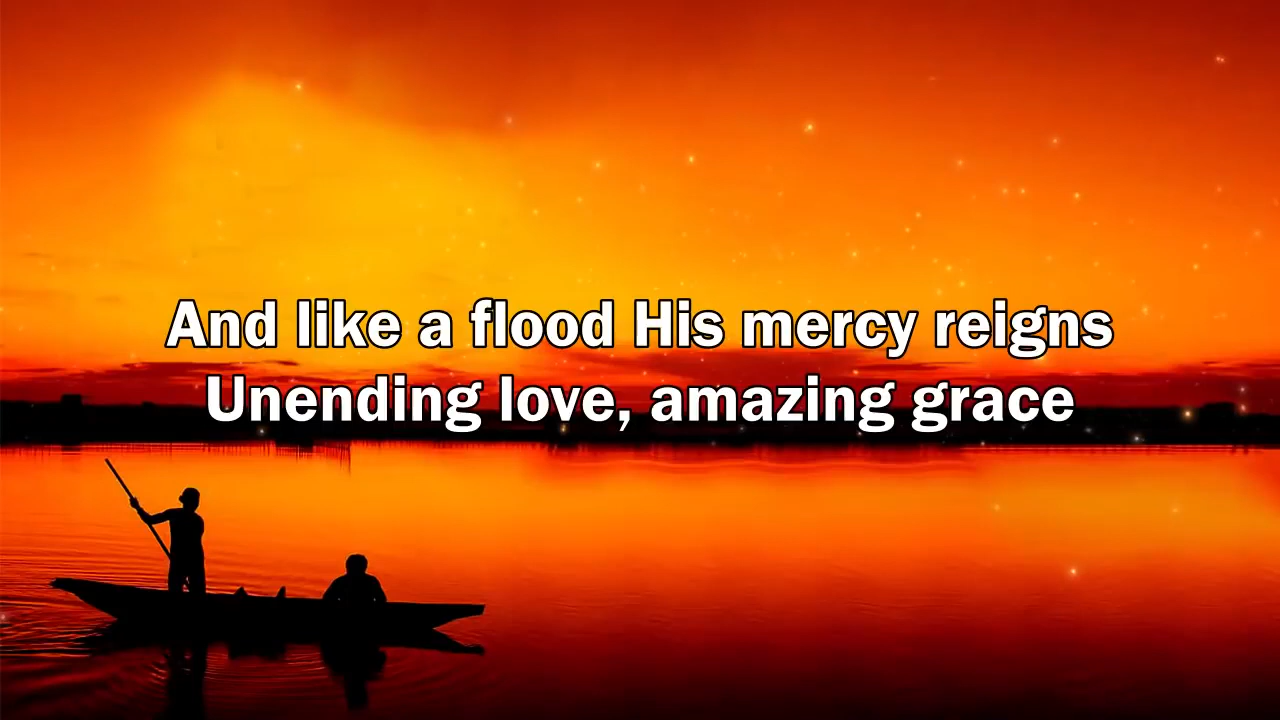 And like a flood His mercy reigns
Unending love, amazing grace